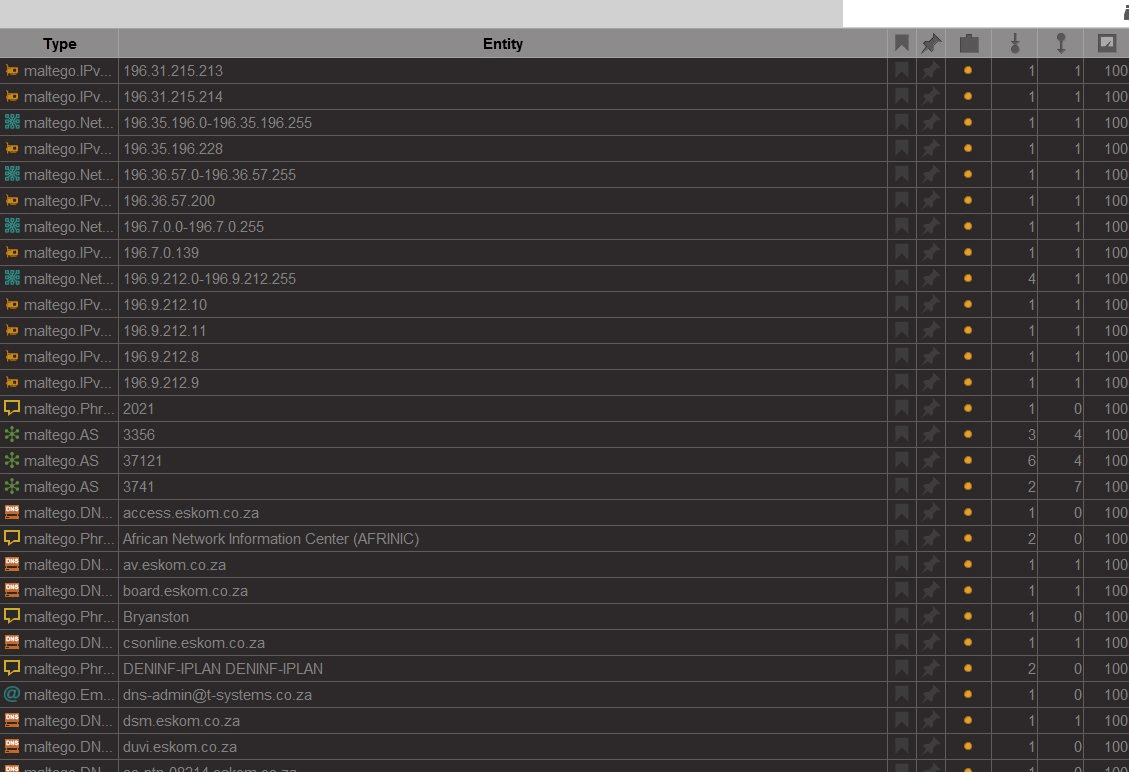 Type Entity
maltego.IPv... 196.31.215.213 1 1 100
maltego.IPv... 196.31.215.214 1 1 100
maltego.Net... 196.35.196.0-196.35.196.255 1 1 100
maltego.IPv... 196.35.196.228 1 1 100
maltego.Net... 196.36.57.0-196.36.57.255 1 1 100
maltego.IPv... 196.36.57.200 1 1 100
maltego.Net... 196.7.0.0-196.7.0.255 1 1 100
maltego.IPv... 196.7.0.139 1 1 100
maltego.Net... 196.9.212.0-196.9.212.255 4 1 100
maltego.IPv... 196.9.212.10 1 1 100
maltego.IPv... 196.9.212.11 1 1 100
maltego.IPv... 196.9.212.8 1 1 100
maltego.IPv... 196.9.212.9 1 1 100
maltego.Phr... 2021 1 0 100
maltego.AS 3356 3 4 100
maltego.AS 37121 6 4 100
maltego.AS 3741 2 7 100
DNS maltego.DN... access.eskom.co.za 1 0 100
maltego.Phr... African Network Information Center (AFRINIC) 2 0 100
DNS maltego.DN... av.eskom.co.za 1 1 100
DNS maltego.DN... board.eskom.co.za 1 1 100
maltego.Phr... Bryanston 1 0 100
DNS maltego.DN... csonline.eskom.co.za 1 1 100
maltego.Phr... DENINF-IPLAN DENINF-IPLAN 2 0 100
@ maltego.Em... dns-admin@t-systems.co.za 1 0 100
DNS maltego.DN... dsm.eskom.co.za 1 1 100
DNS maltego.DN... duvi.eskom.co.za 1 0 100